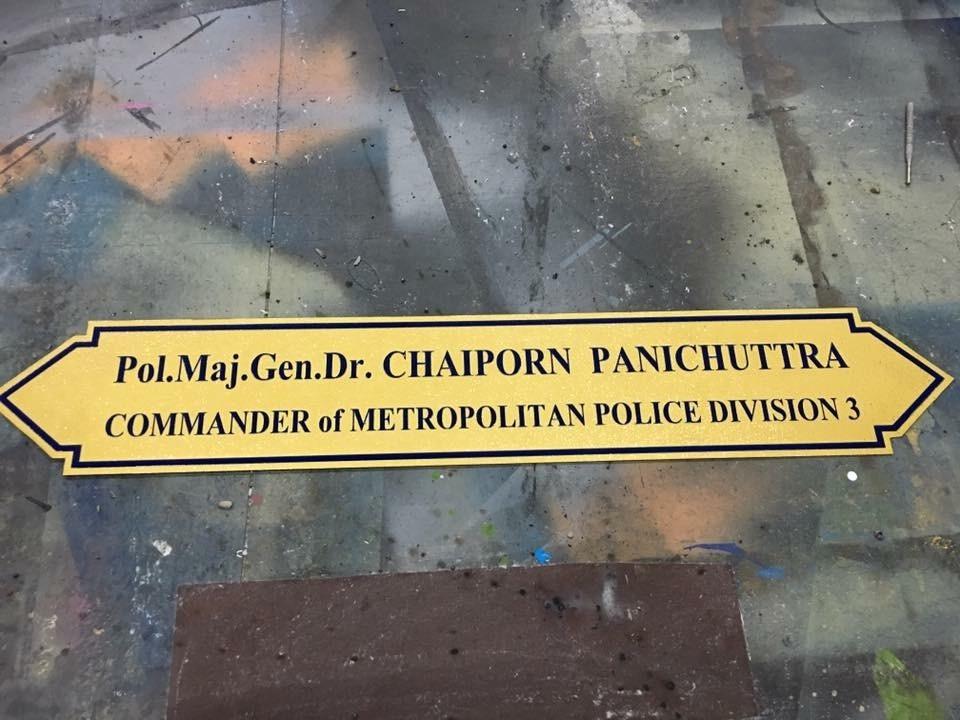 Pol.Maj.Gen.Dr. CHAIPORN PANICHUTTRA
COMMANDER of METROPOLITAN POLICE DIVISION 3